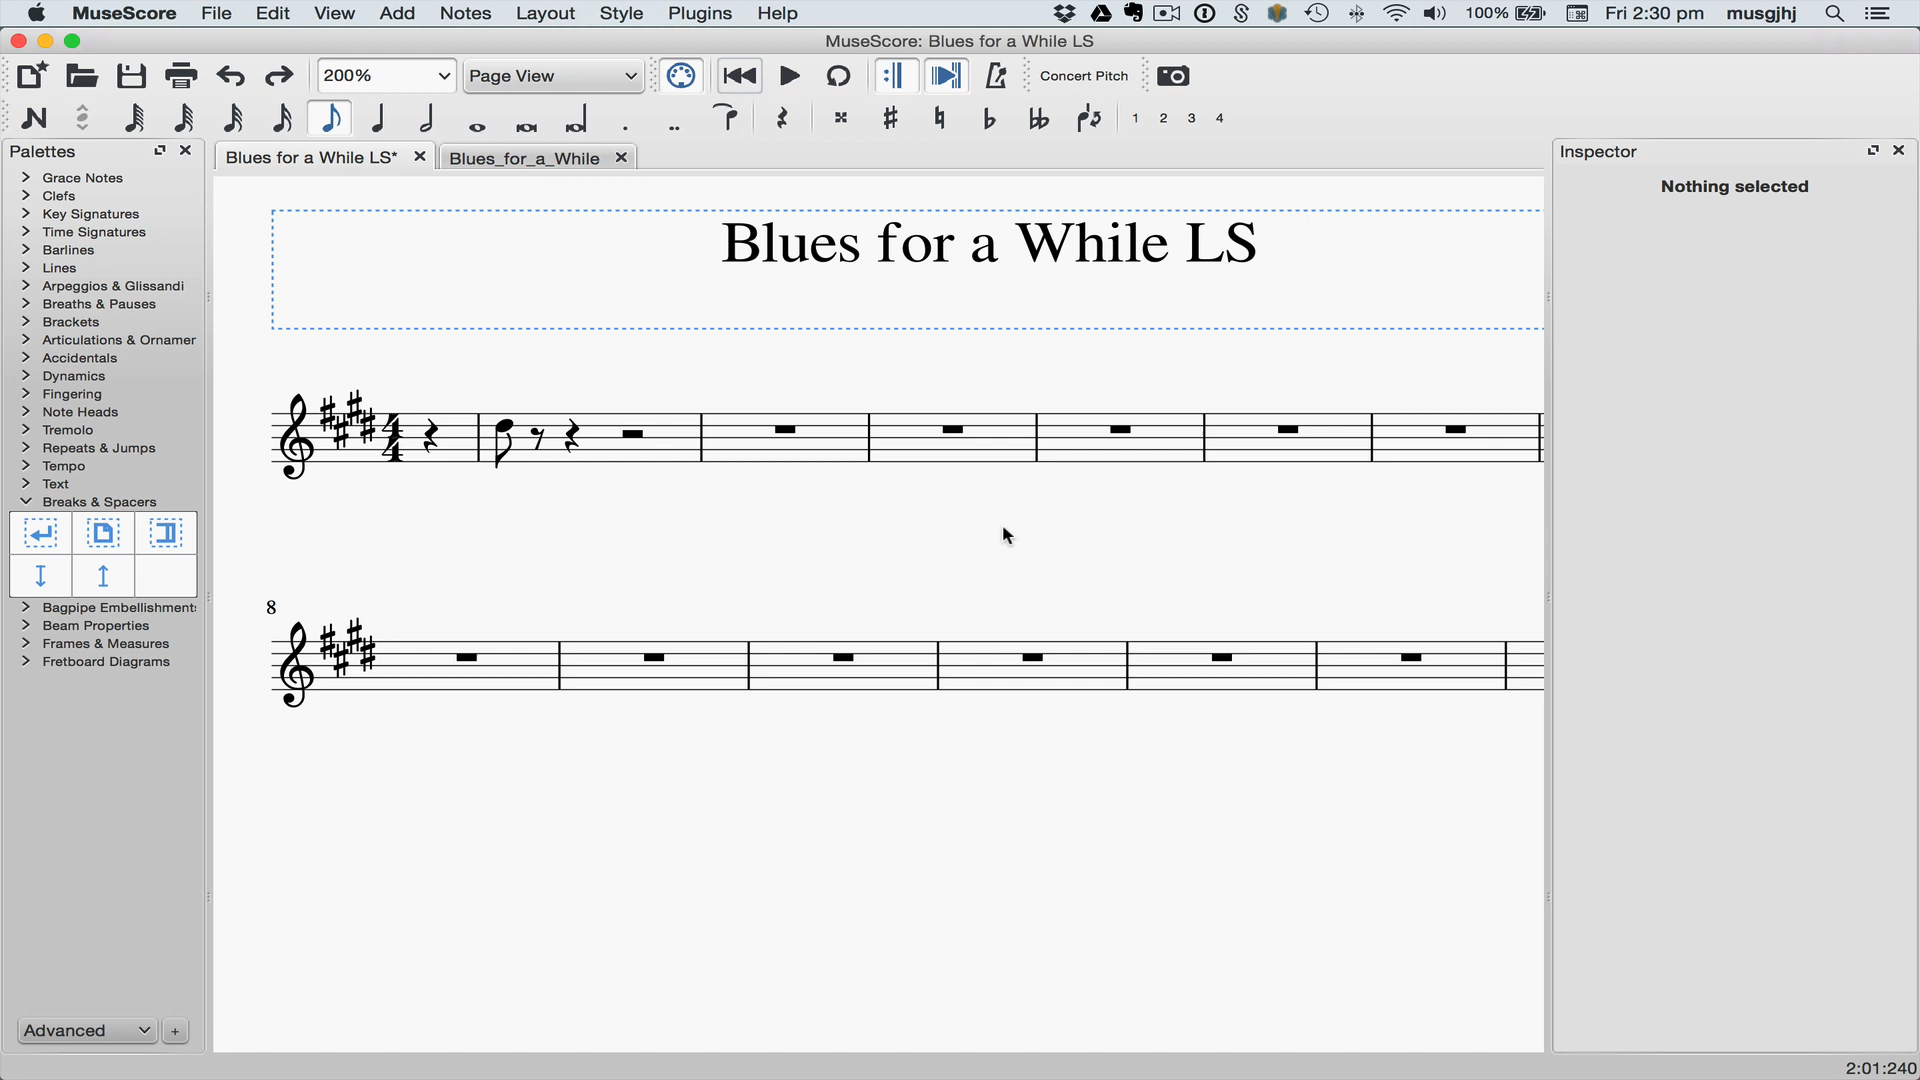 MuseScore File Edit View Add Notes Layout Style Plugins Help 100% Fri 2:30 pm musgjhj
MuseScore: Blues for a While LS
200% Page View Concert Pitch
1 2 3 4
Palettes
Blues for a While LS* Blues_for_a_While
Inspector
Nothing selected
Grace Notes
Clefs
Key Signatures
Time Signatures
Barlines
Lines
Arpeggios & Glissandi
Breaths & Pauses
Brackets
Articulations & Ornamer
Accidentals
Dynamics
Fingering
Note Heads
Tremolo
Repeats & Jumps
Tempo
Text
Breaks & Spacers
Bagpipe Embellishment
Beam Properties
Frames & Measures
Fretboard Diagrams
Advanced +
Blues for a While LS
4
4
8
2:01:240